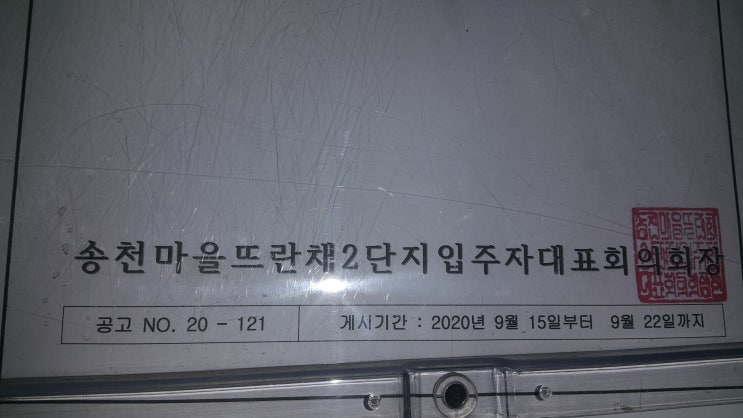 송천마을뜨란채2단지입주자대표회의회장
공고 NO. 20 - 121 게시기간 : 2020년 9월 15일부터 9월 22일까지